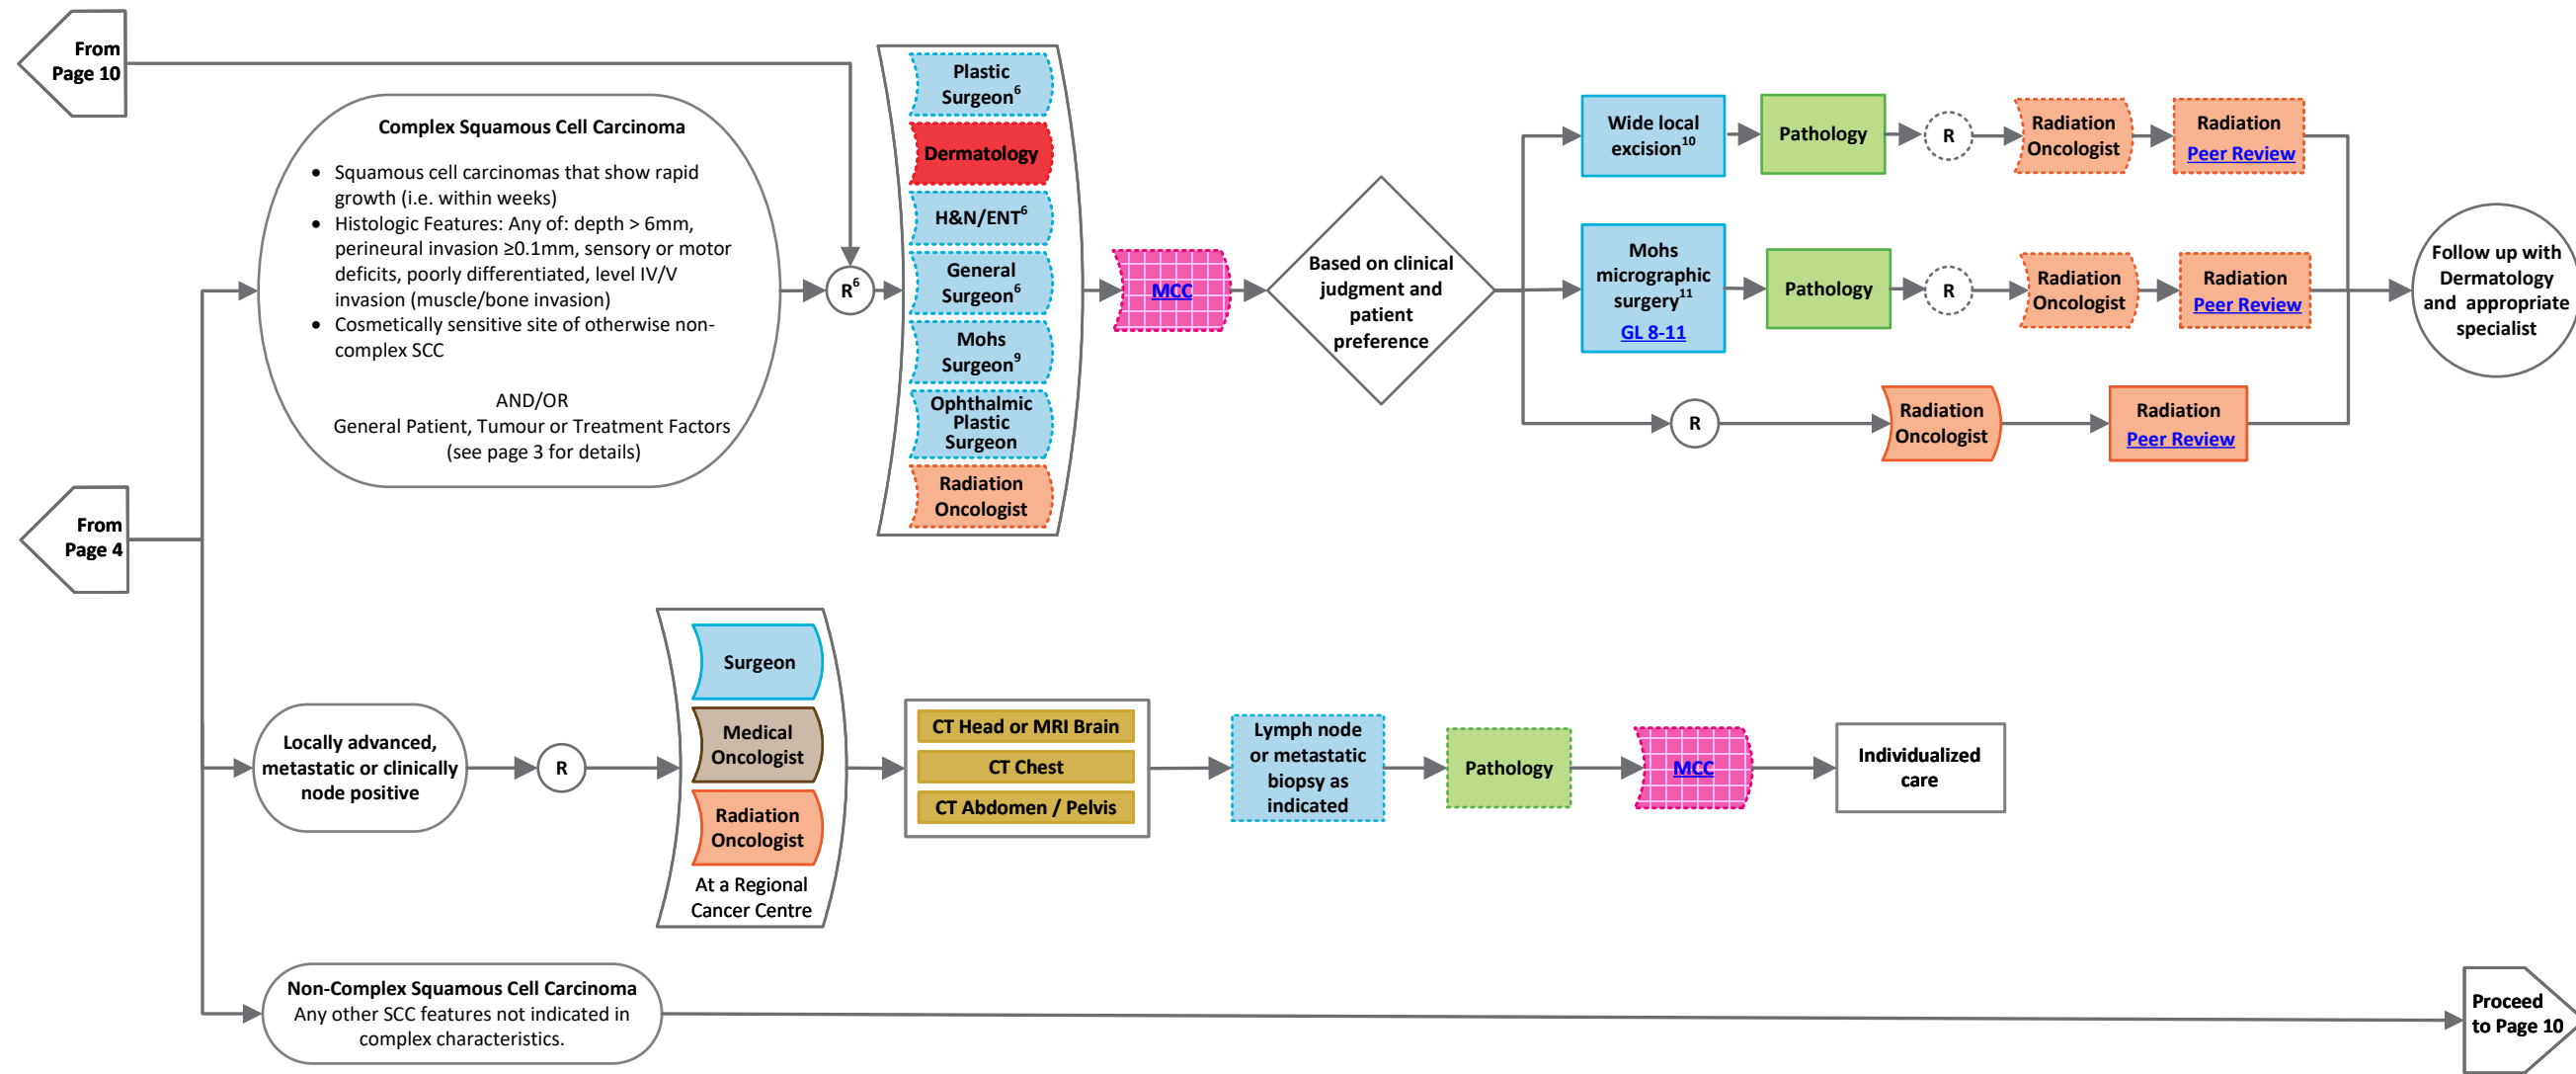 From
Page 10
Complex Squamous Cell Carcinoma
• Squamous cell carcinomas that show rapid
growth (i.e. within weeks)
• Histologic Features: Any of: depth > 6mm,
perineural invasion ≥0.1mm, sensory or motor
deficits, poorly differentiated, level IV/V
invasion (muscle/bone invasion)
• Cosmetically sensitive site of otherwise non-
complex SCC
AND/OR
General Patient, Tumour or Treatment Factors
(see page 3 for details)
R6
Plastic
Surgeon6
Dermatology
H&N/ENT6
General
Surgeon6
Mohs
Surgeon9
Ophthalmic
Plastic
Surgeon
Radiation
Oncologist
MCC
Based on clinical
judgment and
patient
preference
Wide local
excision10
Pathology
R
Radiation
Oncologist
Radiation
Peer Review
Mohs
micrographic
surgery11
GL 8-11
Pathology
R
Radiation
Oncologist
Radiation
Peer Review
R
Radiation
Oncologist
Radiation
Peer Review
Follow up with
Dermatology
and appropriate
specialist
From
Page 4
Locally advanced,
metastatic or clinically
node positive
R
Surgeon
Medical
Oncologist
Radiation
Oncologist
At a Regional
Cancer Centre
CT Head or MRI Brain
CT Chest
CT Abdomen / Pelvis
Lymph node
or metastatic
biopsy as
indicated
Pathology
MCC
Individualized
care
Non-Complex Squamous Cell Carcinoma
Any other SCC features not indicated in
complex characteristics.
Proceed
to Page 10